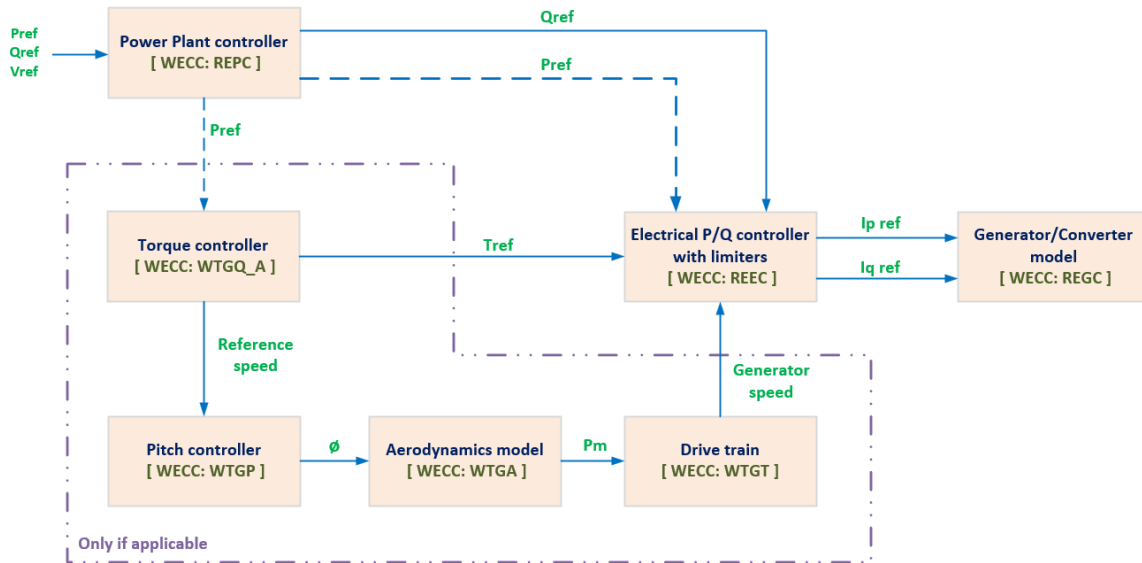 Pref
Qref
Vref
Power Plant controller
[ WECC: REPC ]
Qref
Pref
Pref
Torque controller
[ WECC: WTGQ_A ]
Tref
Electrical P/Q controller
with limiters
[ WECC: REEC ]
Ip ref
Iq ref
Generator/Converter
model
[ WECC: REGC ]
Reference
speed
Generator
speed
Pitch controller
[ WECC: WTGP ]
ø
Aerodynamics model
[ WECC: WTGA ]
Pm
Drive train
[ WECC: WTGT ]
Only if applicable